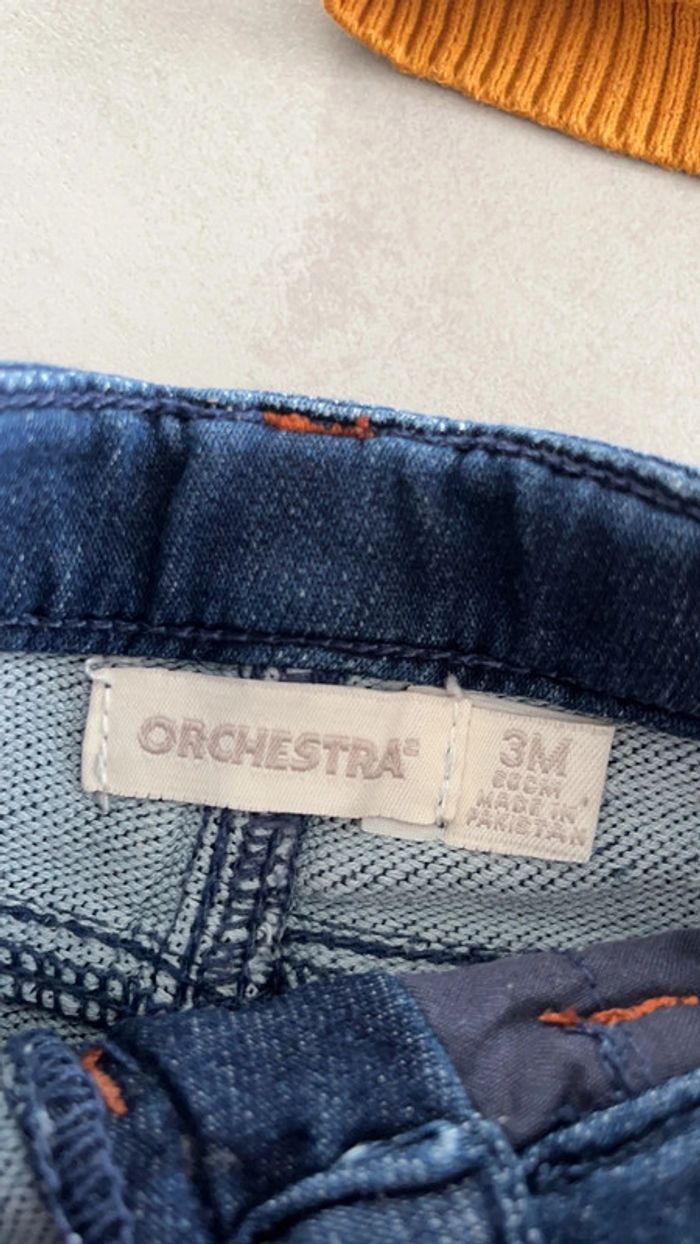 ORCHESTRA®
3M
60CM
MADE IN
PAKISTAN